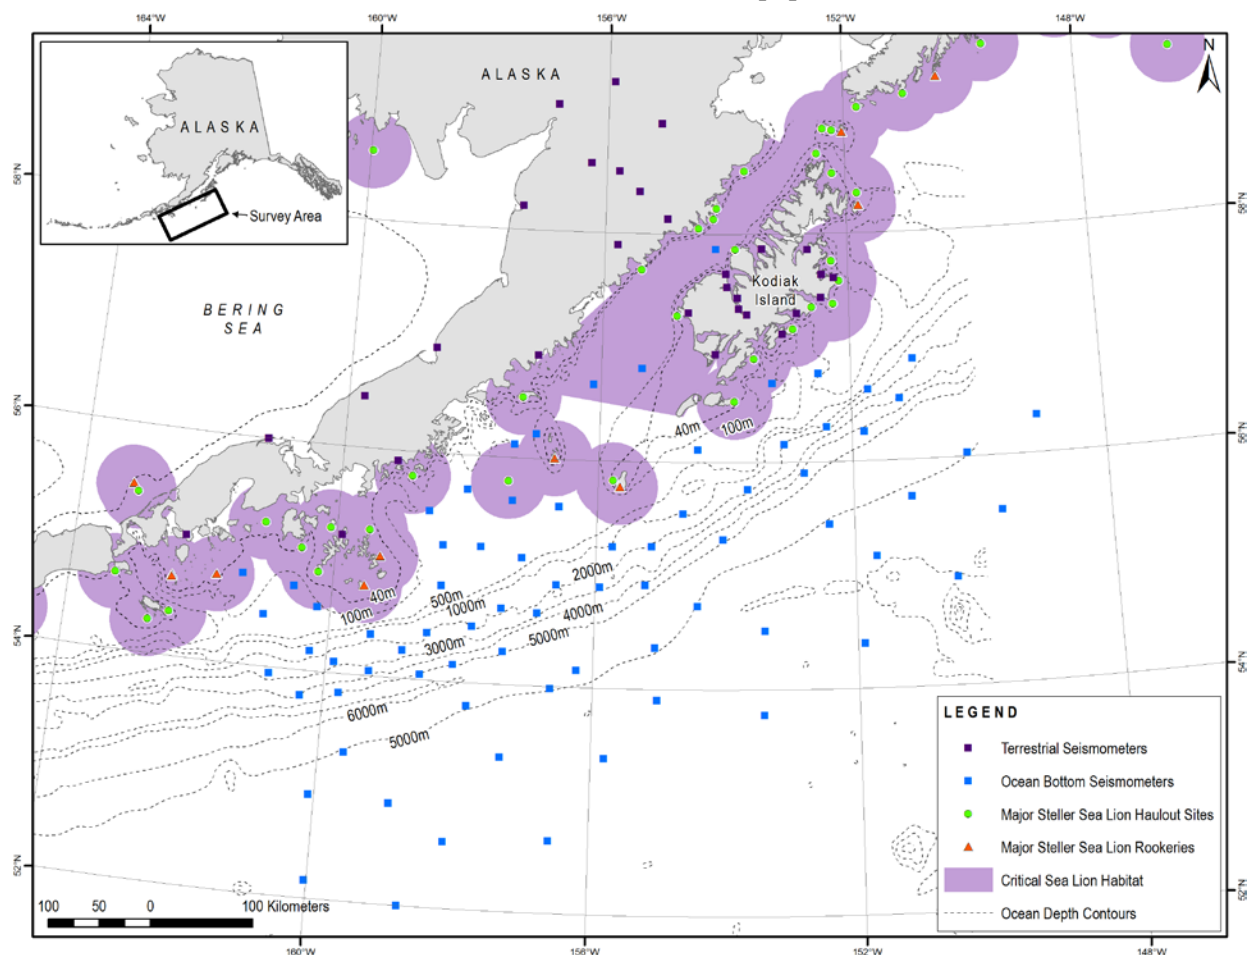 164°W 160°W 156°W 152°W 148°W
N
ALASKA
ALASKA
Survey Area
58°N
58°N
Kodiak
Island
BERING
SEA
56°N
56°N
40m
100m
2000m
40m
500m
100m
1000m
4000m
5000m
3000m
54°N
54°N
6000m
5000m
LEGEND
Terrestrial Seismometers
Ocean Bottom Seismometers
Major Steller Sea Lion Haulout Sites
Major Steller Sea Lion Rookeries
Critical Sea Lion Habitat
Ocean Depth Contours
52°N
52°N
100 50 0 100 Kilometers
160°W 156°W 152°W 148°W